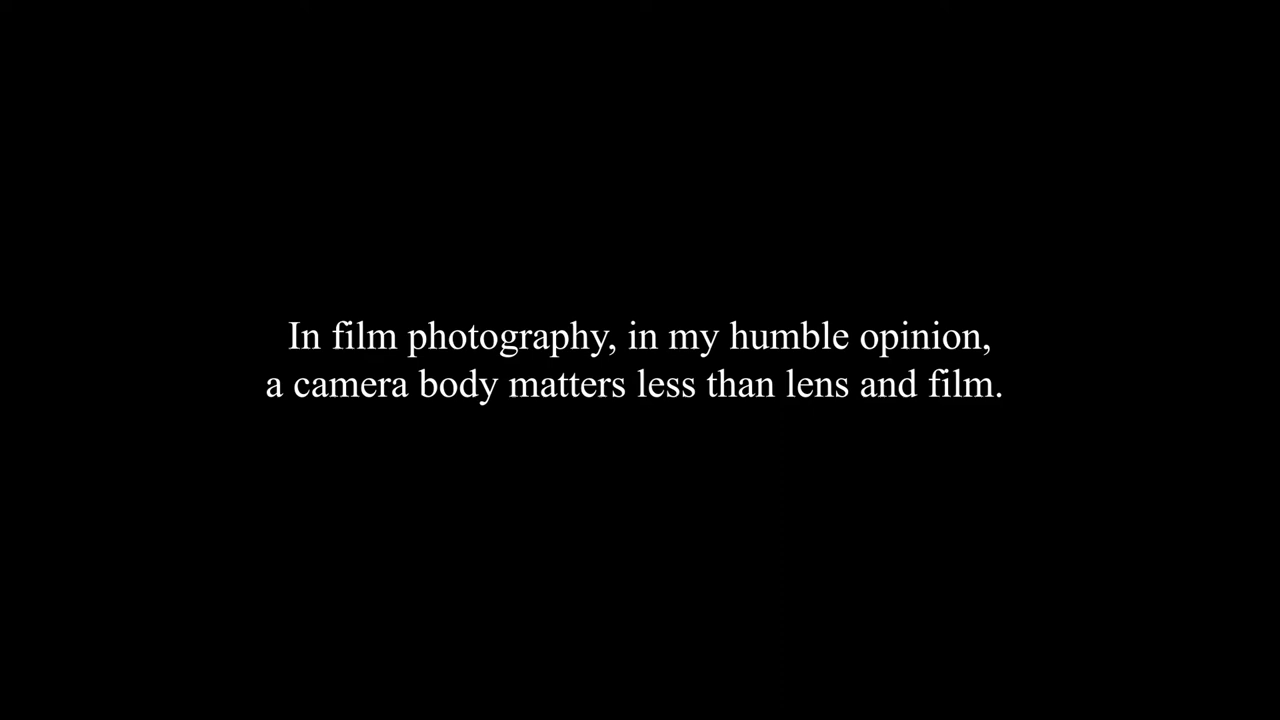 In film photography, in my humble opinion,
a camera body matters less than lens and film.